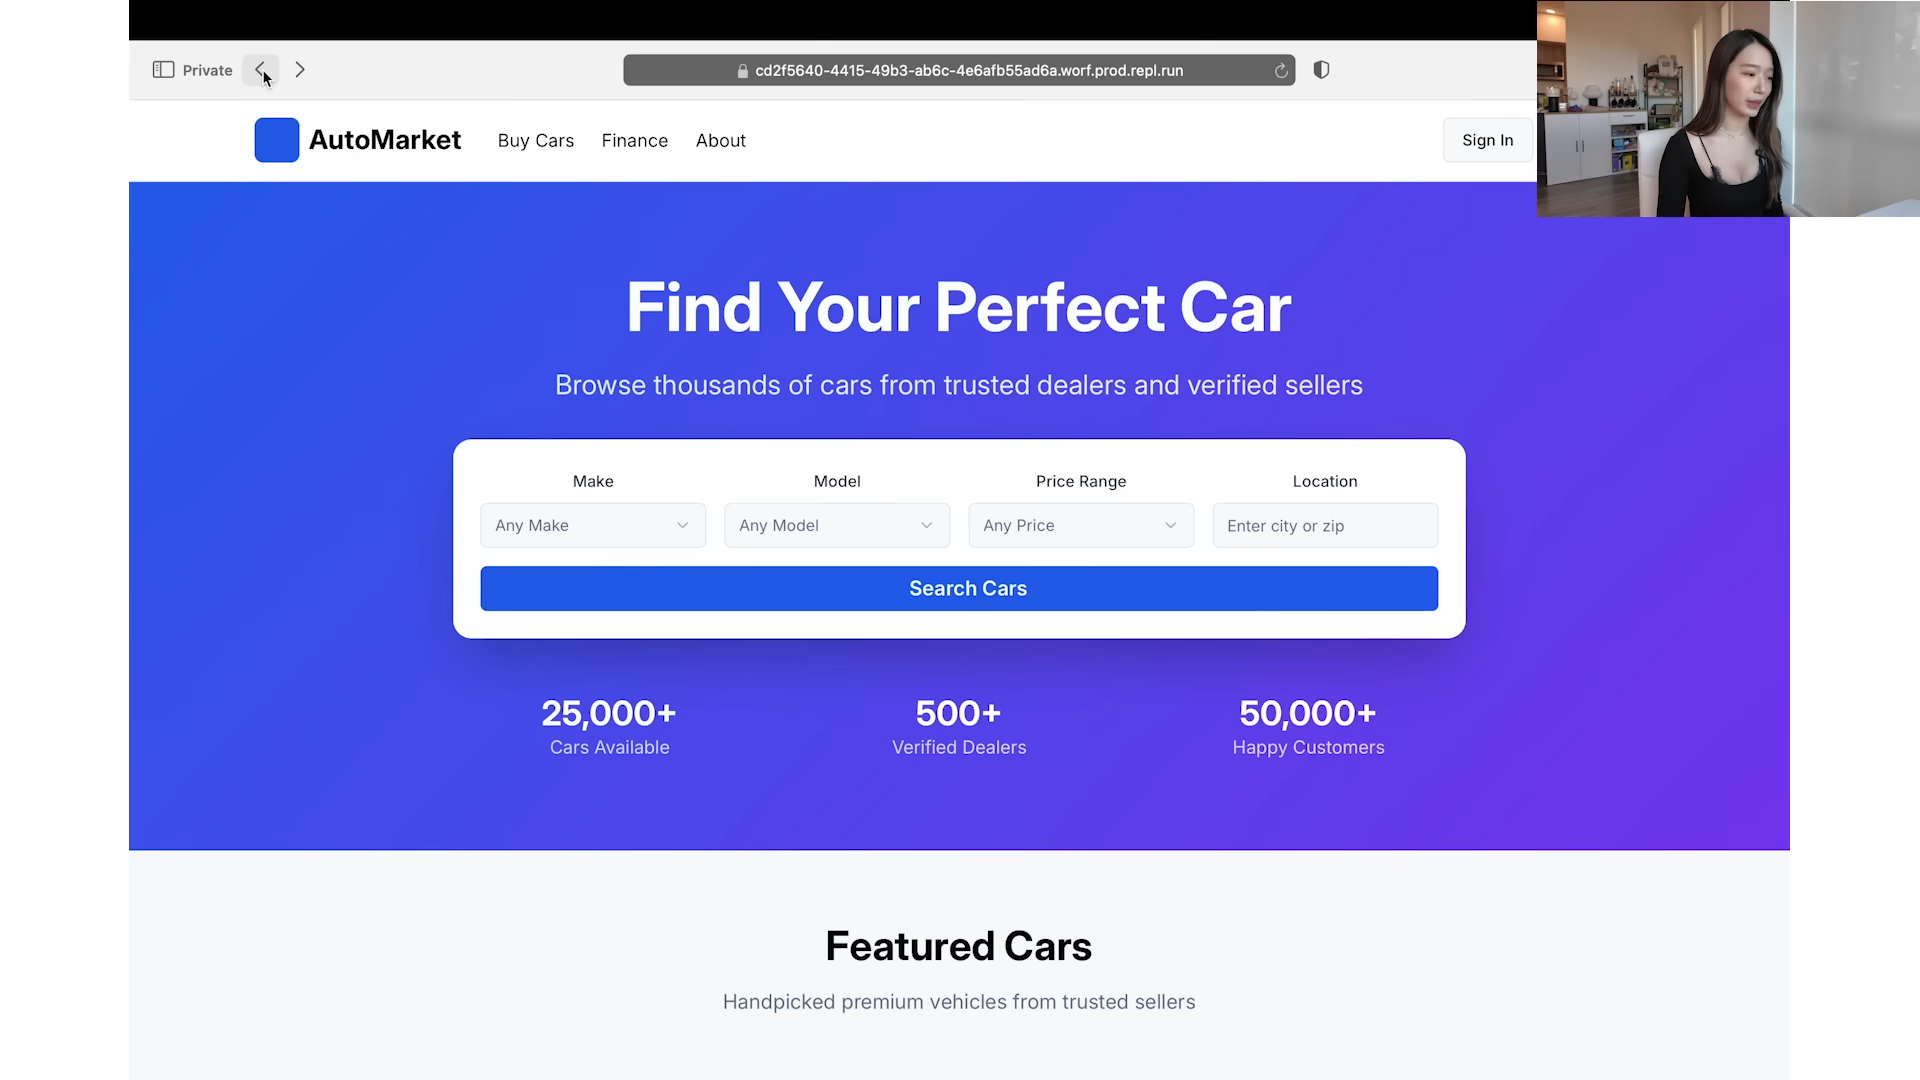 Private
cd2f5640-4415-49b3-ab6c-4e6afb55ad6a.worf.prod.repl.run
AutoMarket
Buy Cars
Finance
About
Sign In
Find Your Perfect Car
Browse thousands of cars from trusted dealers and verified sellers
Make
Model
Price Range
Location
Any Make
Any Model
Any Price
Enter city or zip
Search Cars
25,000+
500+
50,000+
Cars Available
Verified Dealers
Happy Customers
Featured Cars
Handpicked premium vehicles from trusted sellers